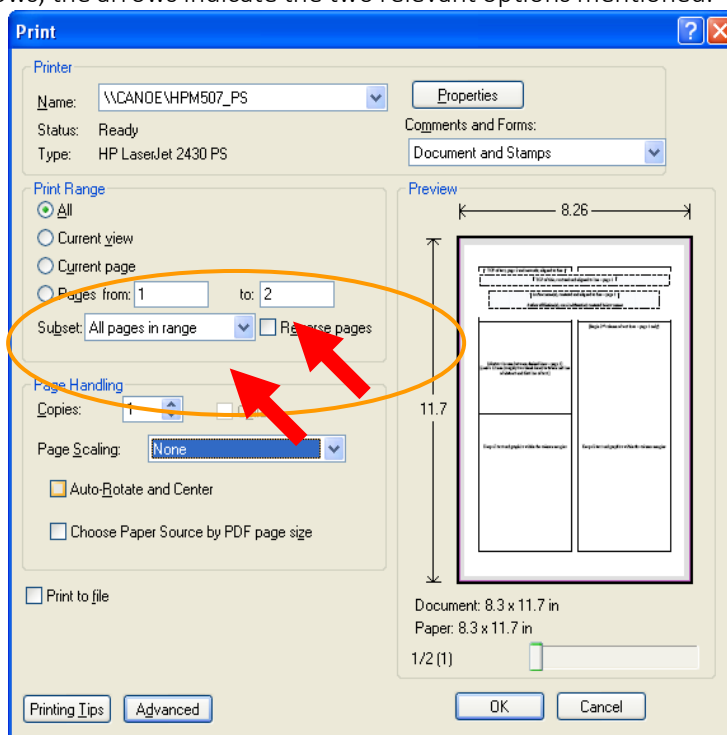 ows, the arrows indicate the two relevant options mentioned.
Print
Printer
Name: \\CANOE\HPM507_PS
Properties
Status: Ready
Comments and Forms:
Type: HP LaserJet 2430 PS
Document and Stamps
Print Range
All
Current view
Current page
Pages from: 1 to: 2
Subset: All pages in range
Reverse pages
Preview
8.26
11.7
Page Handling
Copies: 1
Page Scaling: None
Auto-Rotate and Center
Choose Paper Source by PDF page size
Print to file
Document: 8.3 x 11.7 in
Paper: 8.3 x 11.7 in
1/2 (1)
Printing Tips
Advanced
OK
Cancel